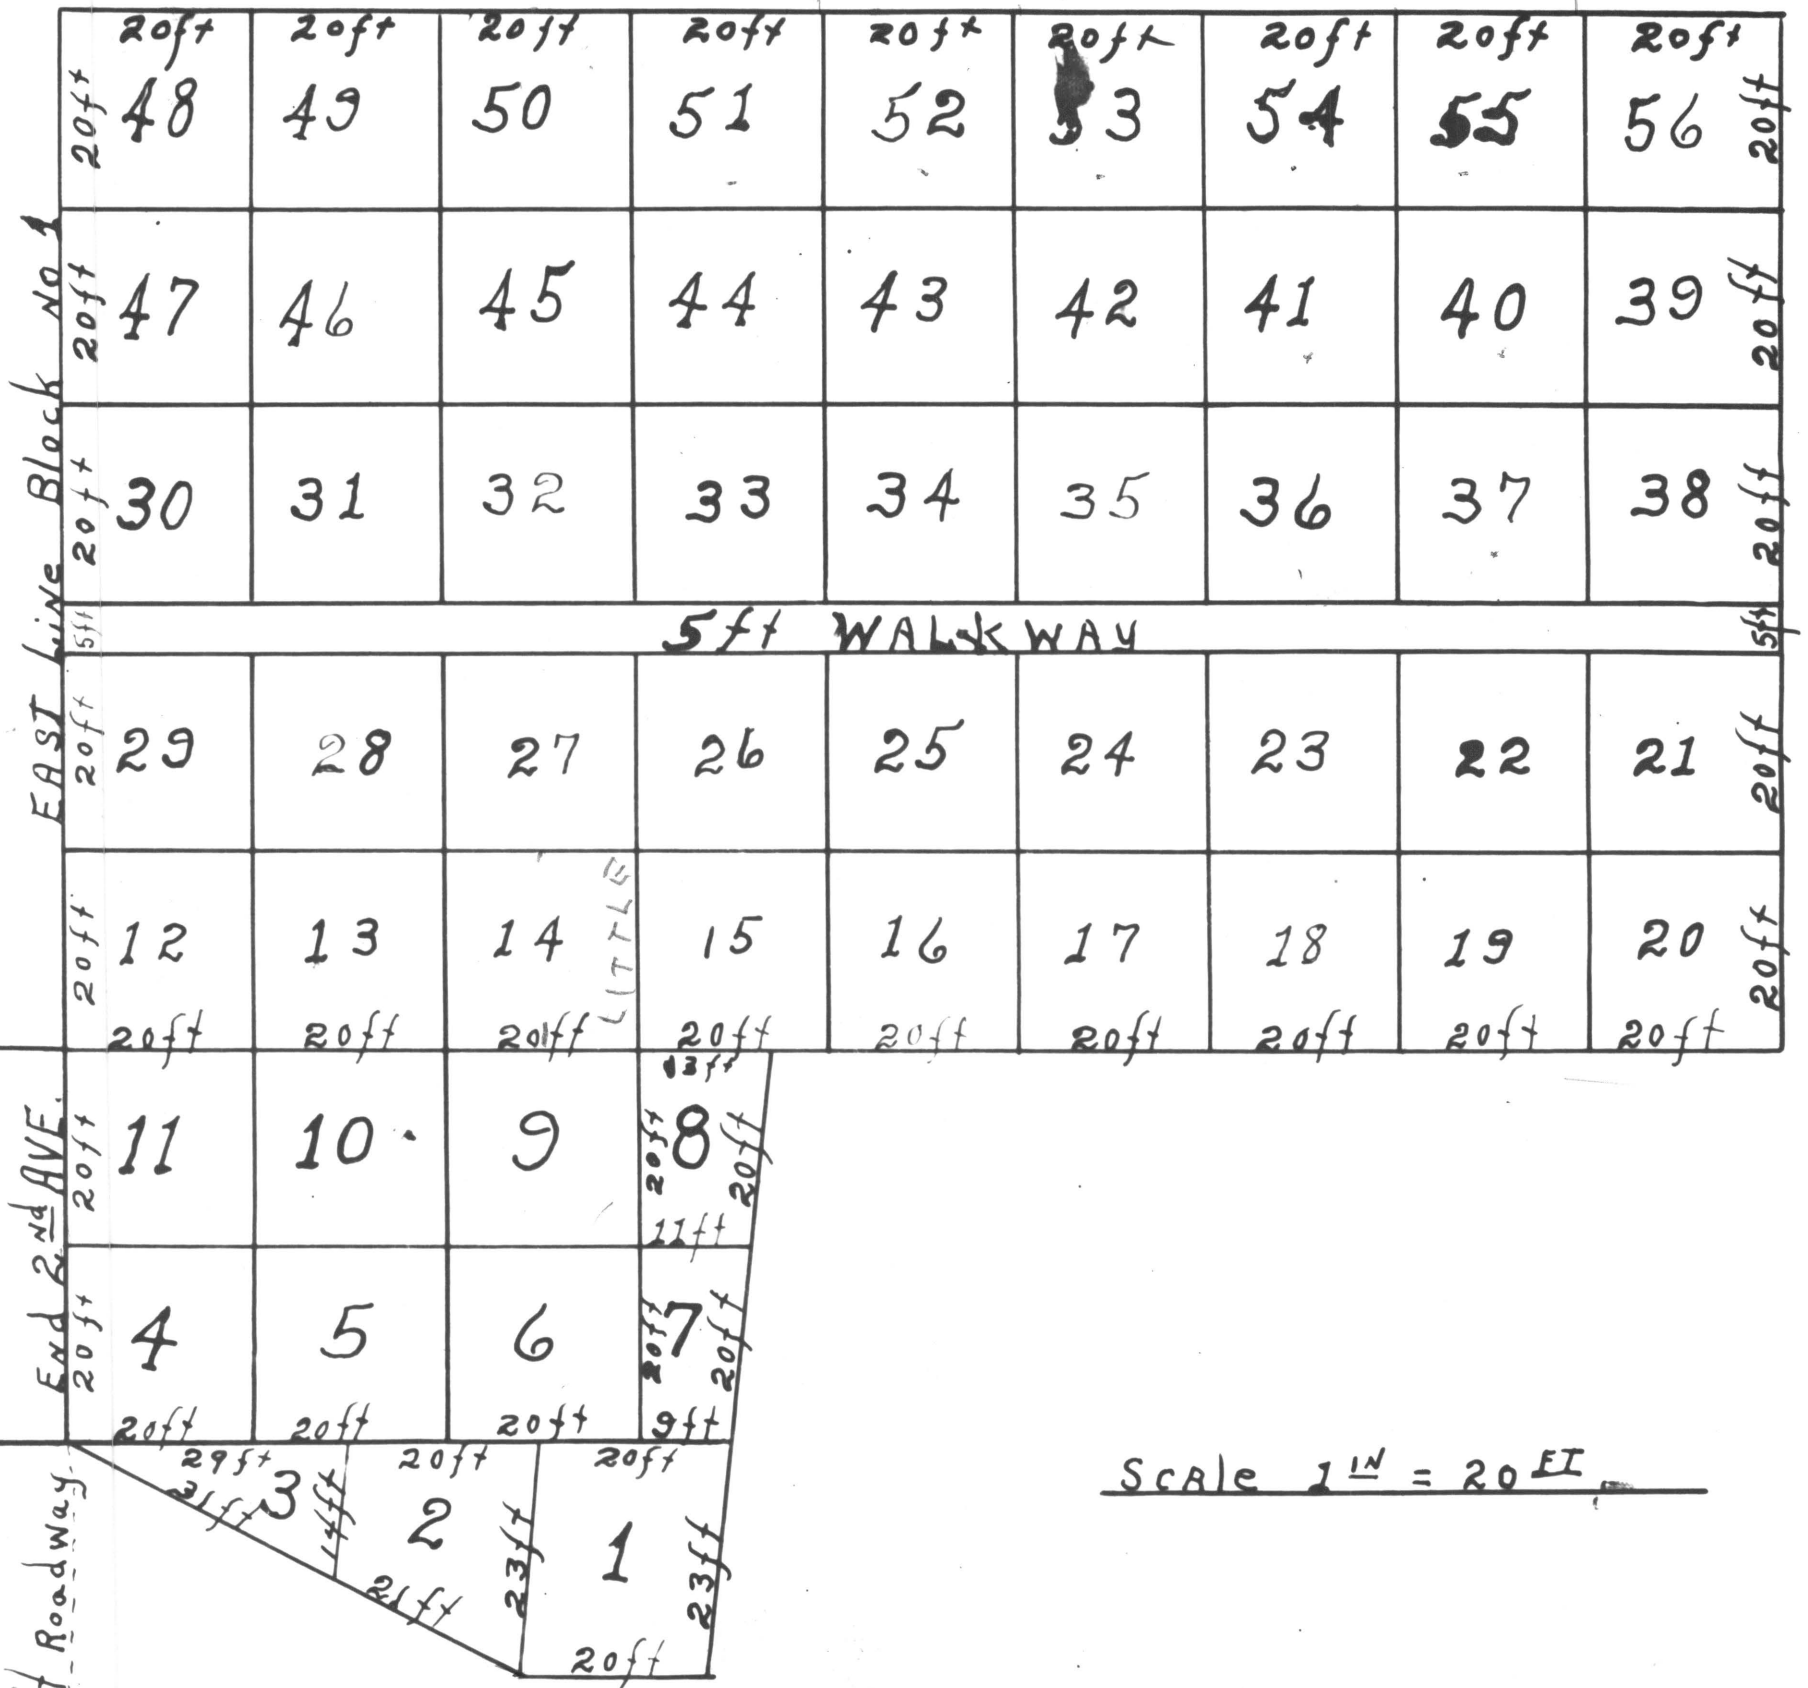 20ft 20ft 20ft 20ft 20ft 20ft 20ft 20ft 20ft
20ft 48 49 50 51 52 53 54 55 56 20ft
20ft 47 46 45 44 43 42 41 40 39 20ft
20ft 30 31 32 33 34 35 36 37 38 20ft
EAST Line Block No 1
5ft 5ft WALKWAY 5ft
20ft 29 28 27 26 25 24 23 22 21 20ft
20ft 12 13 14 LITTLE 15 16 17 18 19 20 20ft
20ft 20ft 20ft 20ft 20ft 20ft 20ft 20ft 20ft
13ft
End 2nd AVE.
20ft 11 10 9 20ft 8 20ft
11ft
20ft 4 5 6 20ft 7 20ft
20ft 20ft 20ft 9ft
29ft 20ft 20ft
31ft 3 14ft 2 23ft 1 23ft
21ft
20ft
Roadway
Scale 1 IN = 20 FT